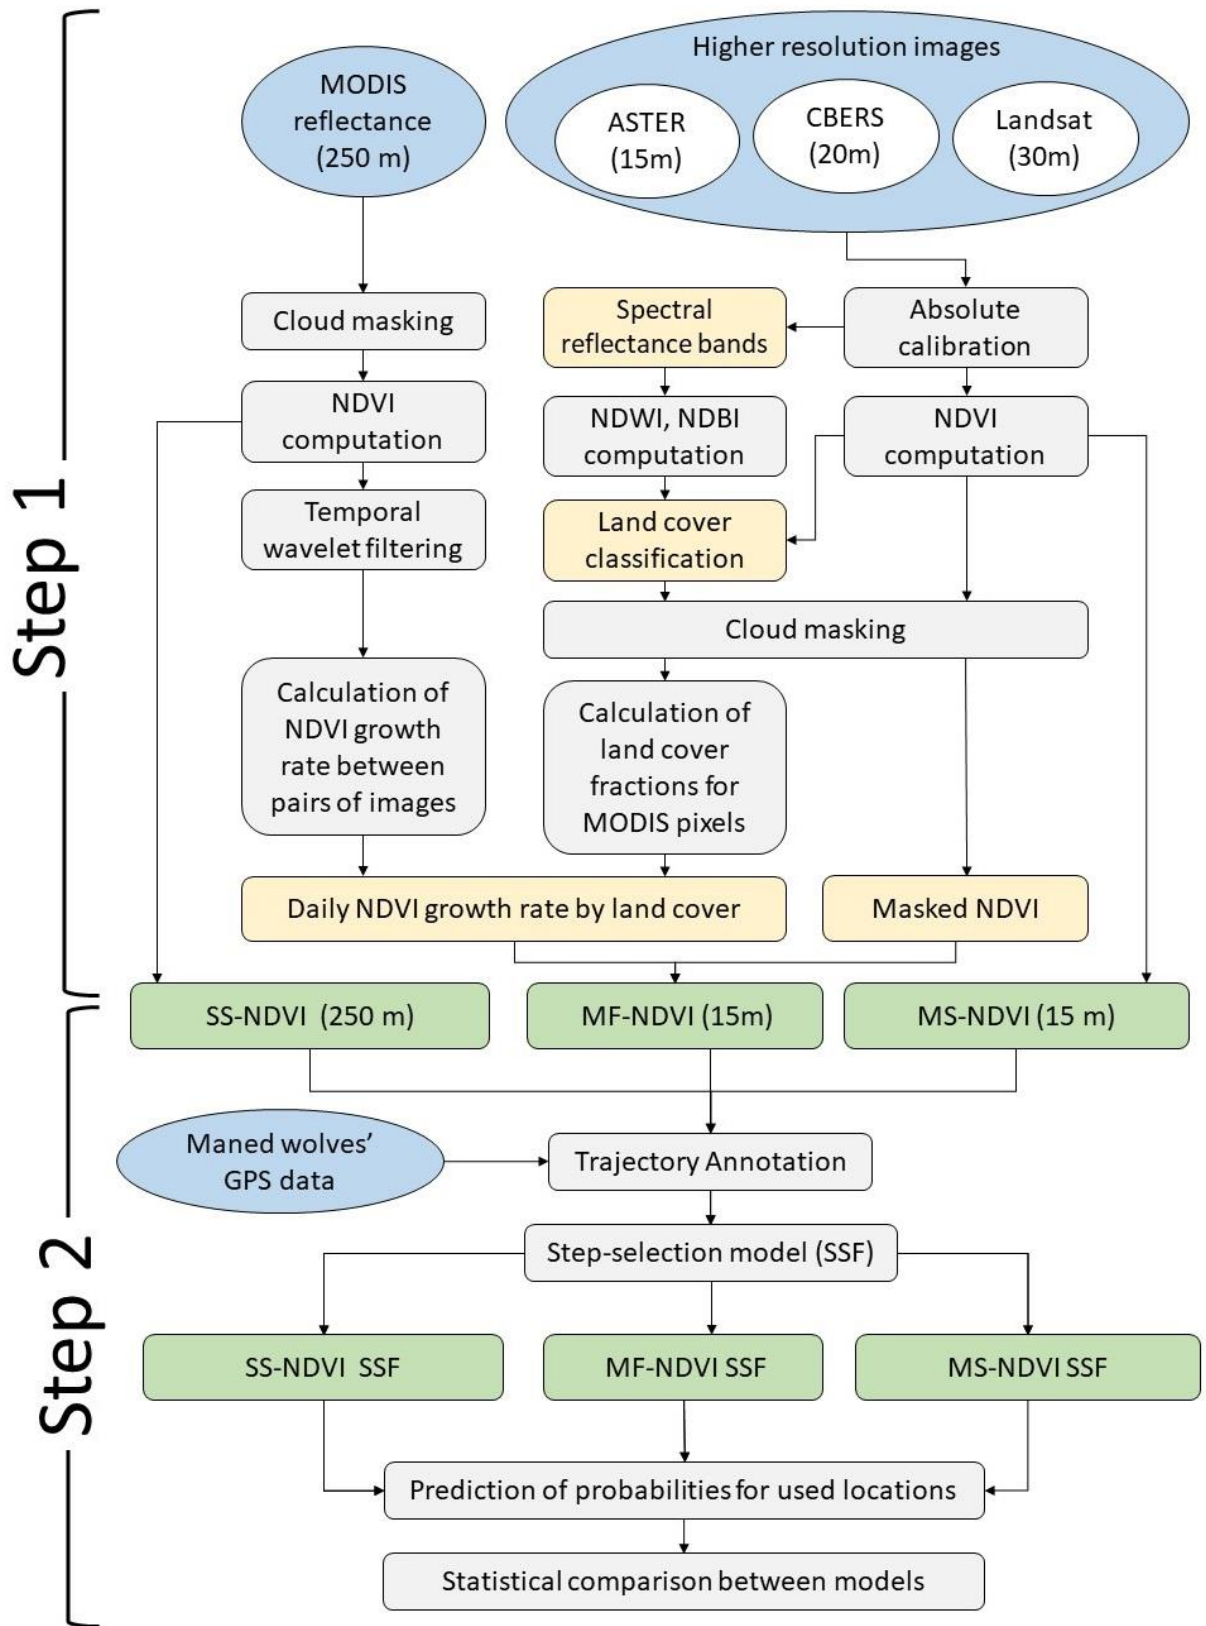 Step 1
MODIS
reflectance
(250 m)
Higher resolution images
ASTER
(15m)
CBERS
(20m)
Landsat
(30m)
Cloud masking
Spectral
reflectance bands
Absolute
calibration
NDVI
computation
NDWI, NDBI
computation
NDVI
computation
Temporal
wavelet filtering
Land cover
classification
Cloud masking
Calculation of
NDVI growth
rate between
pairs of images
Calculation of
land cover
fractions for
MODIS pixels
Daily NDVI growth rate by land cover
Masked NDVI
Step 2
SS-NDVI (250 m)
MF-NDVI (15m)
MS-NDVI (15 m)
Maned wolves'
GPS data
Trajectory Annotation
Step-selection model (SSF)
SS-NDVI SSF
MF-NDVI SSF
MS-NDVI SSF
Prediction of probabilities for used locations
Statistical comparison between models